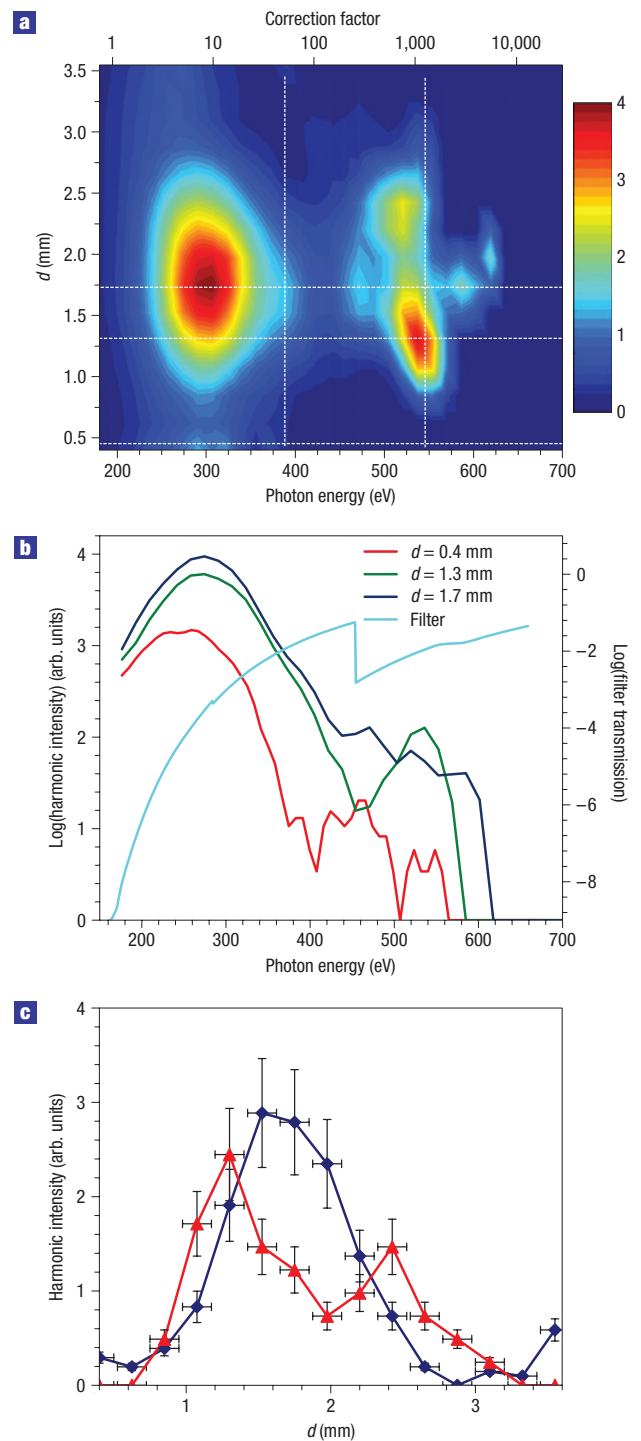 a
Correction factor
1 10 100 1,000 10,000
3.5
3.0
2.5
2.0
1.5
1.0
0.5
d (mm)
200 300 400 500 600 700
Photon energy (eV)
4
3
2
1
0
b
4
3
2
1
0
Log(harmonic intensity) (arb. units)
d = 0.4 mm
d = 1.3 mm
d = 1.7 mm
Filter
0
−2
−4
−6
−8
Log(filter transmission)
200 300 400 500 600 700
Photon energy (eV)
c
4
3
2
1
0
Harmonic intensity (arb. units)
1 2 3
d (mm)